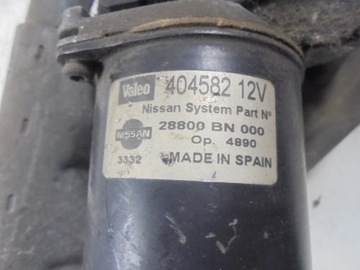 Valeo 404582 12V
Nissan System Part Nº
NISSAN 28800 BN 000
Op. 4890
3332 MADE IN SPAIN